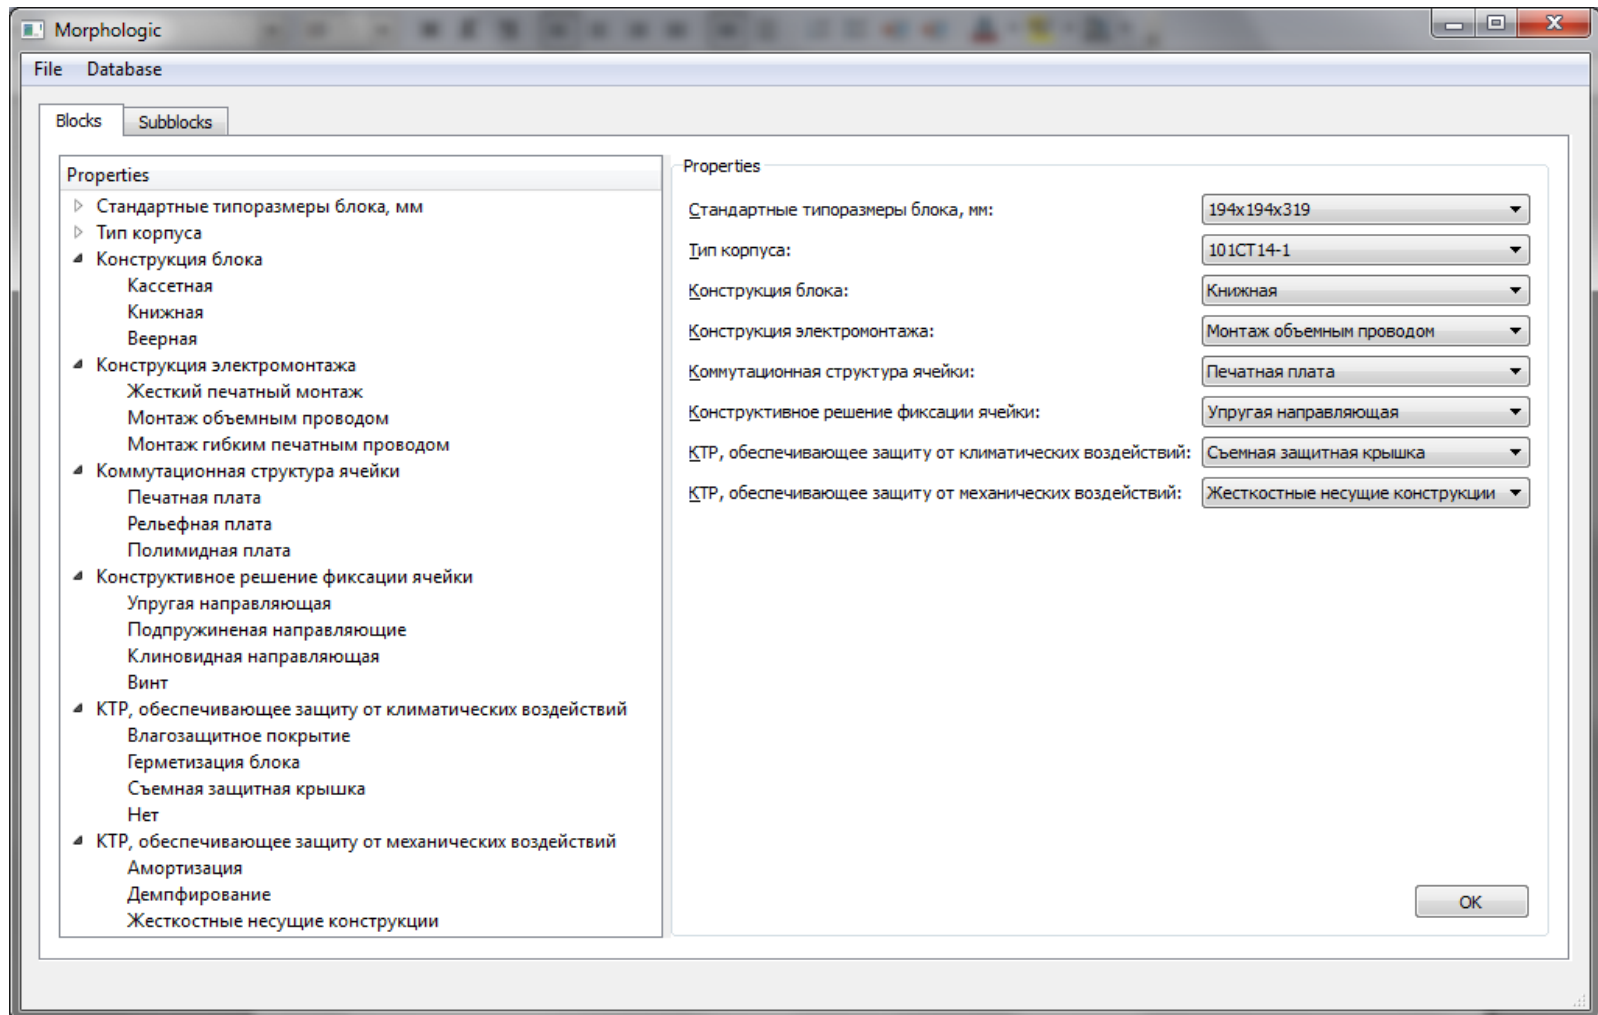 Morphologic
File Database
Blocks Subblocks
Properties
Стандартные типоразмеры блока, мм
Тип корпуса
Конструкция блока
Кассетная
Книжная
Веерная
Конструкция электромонтажа
Жесткий печатный монтаж
Монтаж объемным проводом
Монтаж гибким печатным проводом
Коммутационная структура ячейки
Печатная плата
Рельефная плата
Полимидная плата
Конструктивное решение фиксации ячейки
Упругая направляющая
Подпружиненая направляющие
Клиновидная направляющая
Винт
КТР, обеспечивающее защиту от климатических воздействий
Влагозащитное покрытие
Герметизация блока
Съемная защитная крышка
Нет
КТР, обеспечивающее защиту от механических воздействий
Амортизация
Демпфирование
Жесткостные несущие конструкции
Properties
Стандартные типоразмеры блока, мм: 194x194x319
Тип корпуса: 101СТ14-1
Конструкция блока: Книжная
Конструкция электромонтажа: Монтаж объемным проводом
Коммутационная структура ячейки: Печатная плата
Конструктивное решение фиксации ячейки: Упругая направляющая
КТР, обеспечивающее защиту от климатических воздействий: Съемная защитная крышка
КТР, обеспечивающее защиту от механических воздействий: Жесткостные несущие конструкции
OK